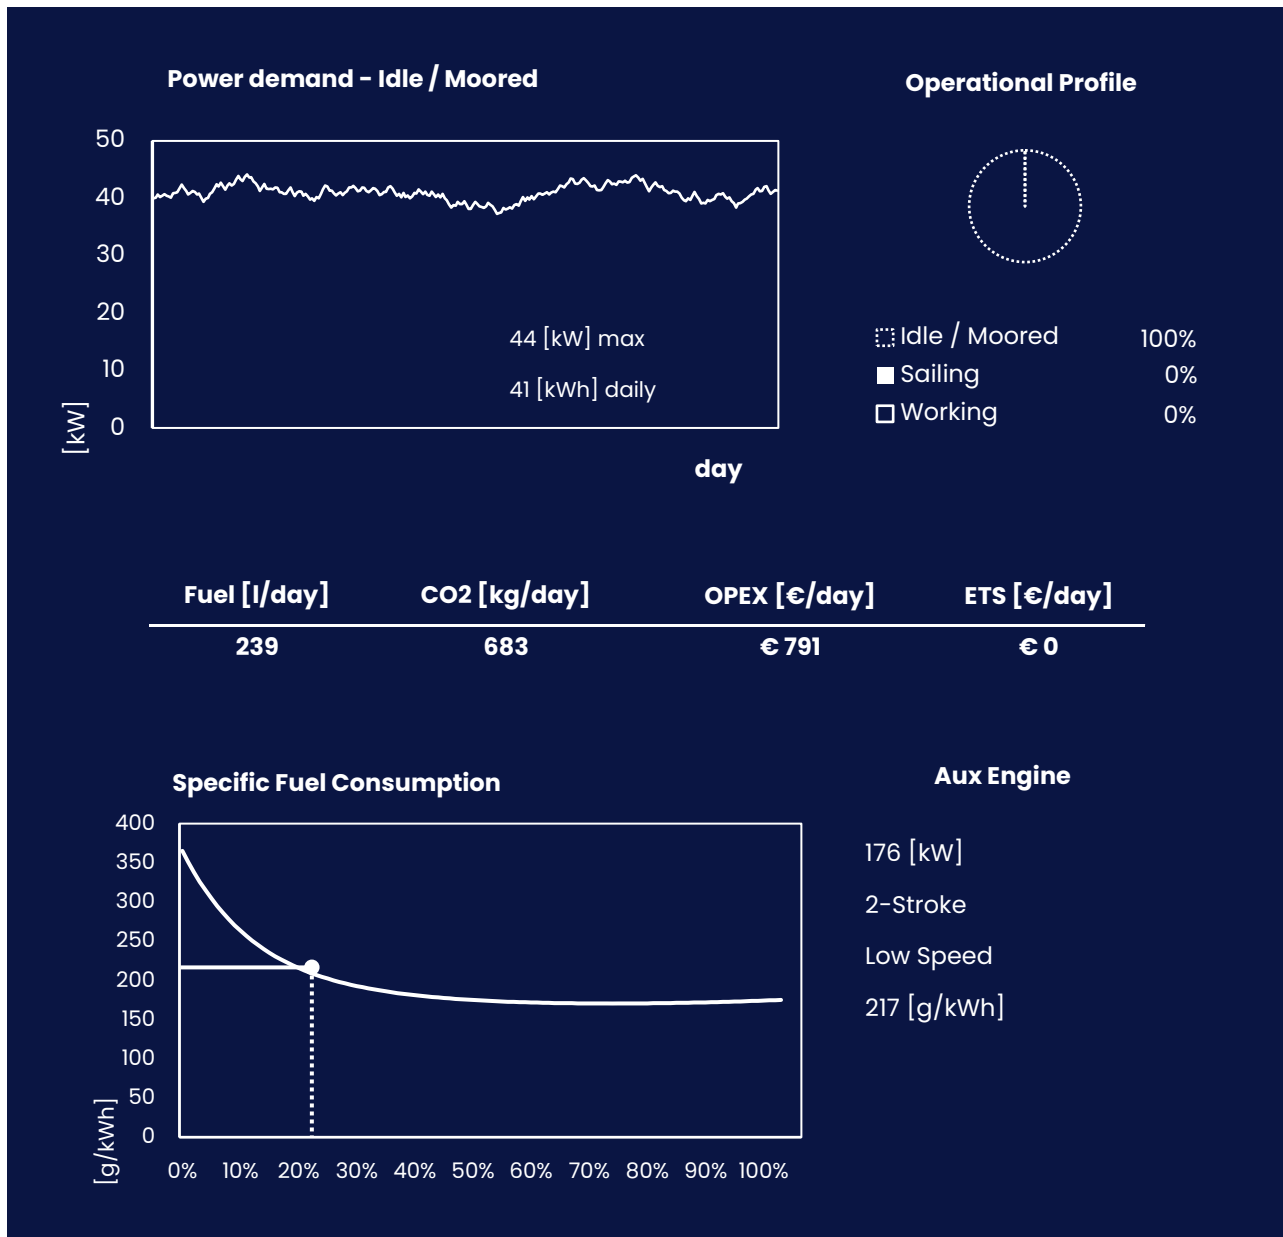 Power demand - Idle / Moored
50
40
30
20
10
0
[kW]
44 [kW] max
41 [kWh] daily
day
Operational Profile
Idle / Moored 100%
Sailing 0%
Working 0%
Fuel [l/day] CO2 [kg/day] OPEX [€/day] ETS [€/day]
239 683 € 791 € 0
Specific Fuel Consumption
400
350
300
250
200
150
100
50
0
[g/kWh]
0% 10% 20% 30% 40% 50% 60% 70% 80% 90% 100%
Aux Engine
176 [kW]
2-Stroke
Low Speed
217 [g/kWh]